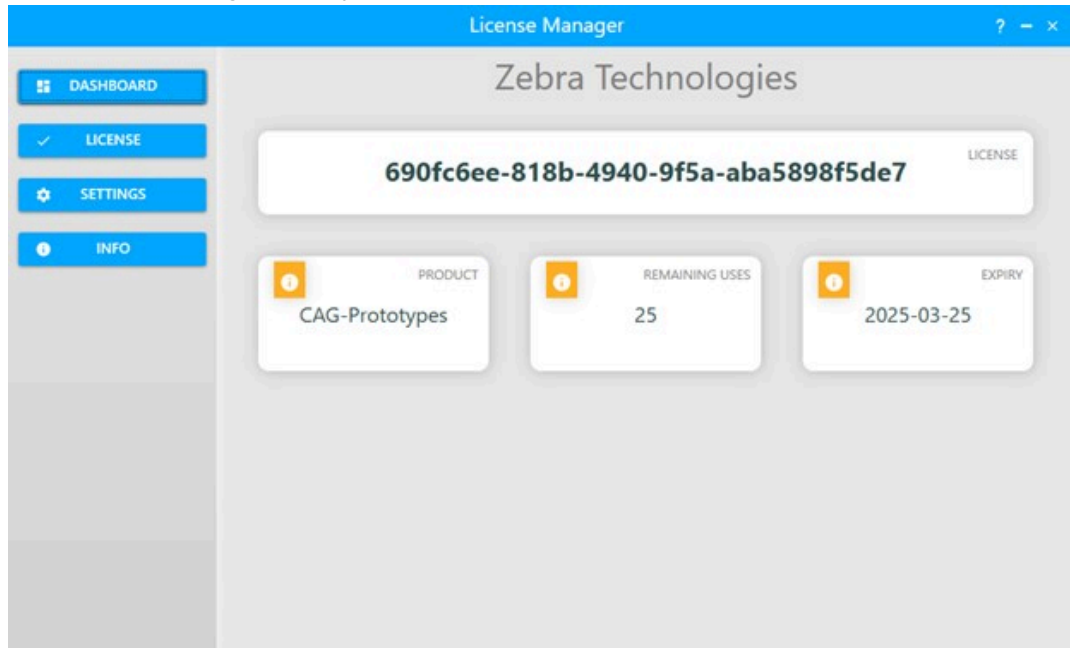 License Manager
? – ×
DASHBOARD
LICENSE
SETTINGS
INFO
Zebra Technologies
LICENSE
690fc6ee-818b-4940-9f5a-aba5898f5de7
PRODUCT
CAG-Prototypes
REMAINING USES
25
EXPIRY
2025-03-25